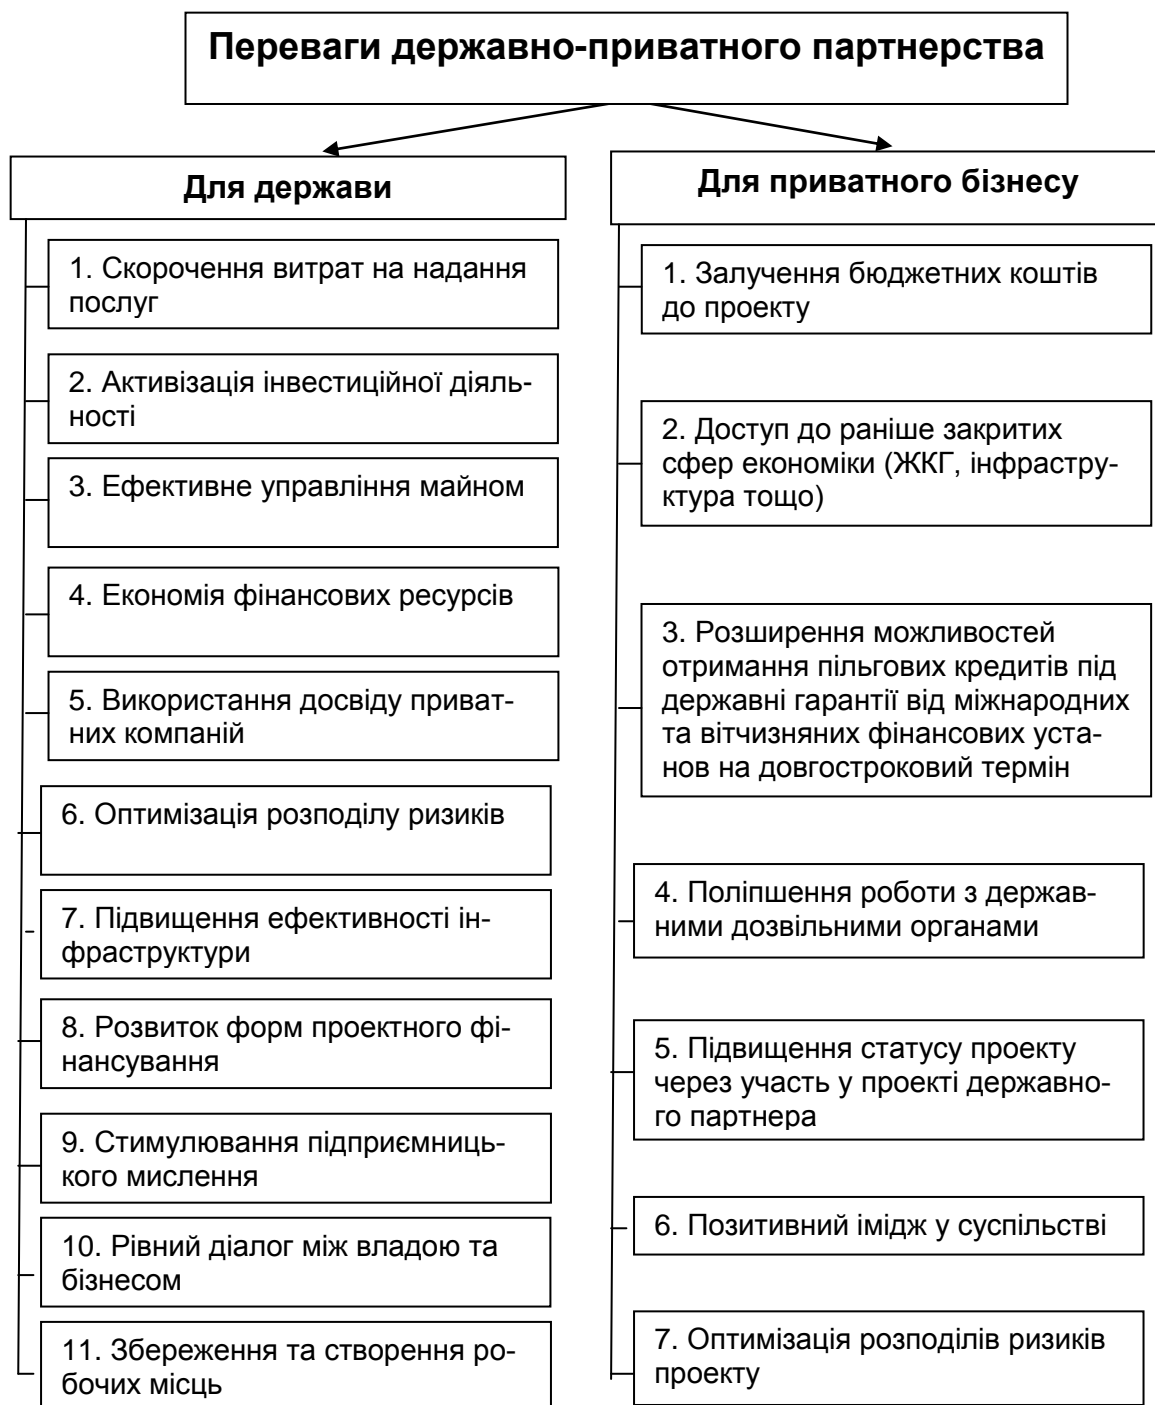 Переваги державно-приватного партнерства
Для держави
1. Скорочення витрат на надання
послуг
2. Активізація інвестиційної діяль-
ності
3. Ефективне управління майном
4. Економія фінансових ресурсів
5. Використання досвіду приват-
них компаній
6. Оптимізація розподілу ризиків
7. Підвищення ефективності ін-
фраструктури
8. Розвиток форм проектного фі-
нансування
9. Стимулювання підприємниць-
кого мислення
10. Рівний діалог між владою та
бізнесом
11. Збереження та створення ро-
бочих місць
Для приватного бізнесу
1. Залучення бюджетних коштів
до проекту
2. Доступ до раніше закритих
сфер економіки (ЖКГ, інфрастру-
ктура тощо)
3. Розширення можливостей
отримання пільгових кредитів під
державні гарантії від міжнародних
та вітчизняних фінансових уста-
нов на довгостроковий термін
4. Поліпшення роботи з держав-
ними дозвільними органами
5. Підвищення статусу проекту
через участь у проекті державно-
го партнера
6. Позитивний імідж у суспільстві
7. Оптимізація розподілів ризиків
проекту